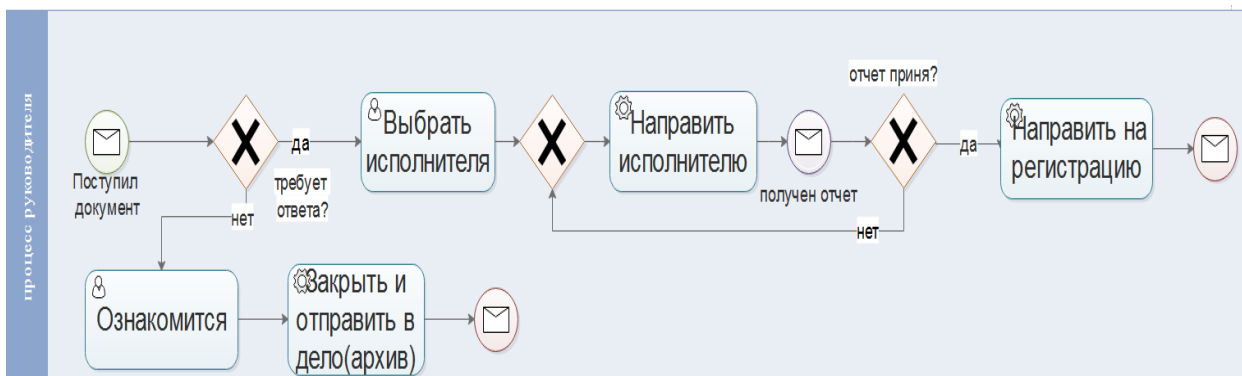 процесс руководителя
Поступил
документ
да
требует
ответа?
нет
Выбрать
исполнителя
Направить
исполнителю
получен отчет
отчет приня?
да
нет
Направить на
регистрацию
Ознакомится
Закрыть и
отправить в
дело(архив)